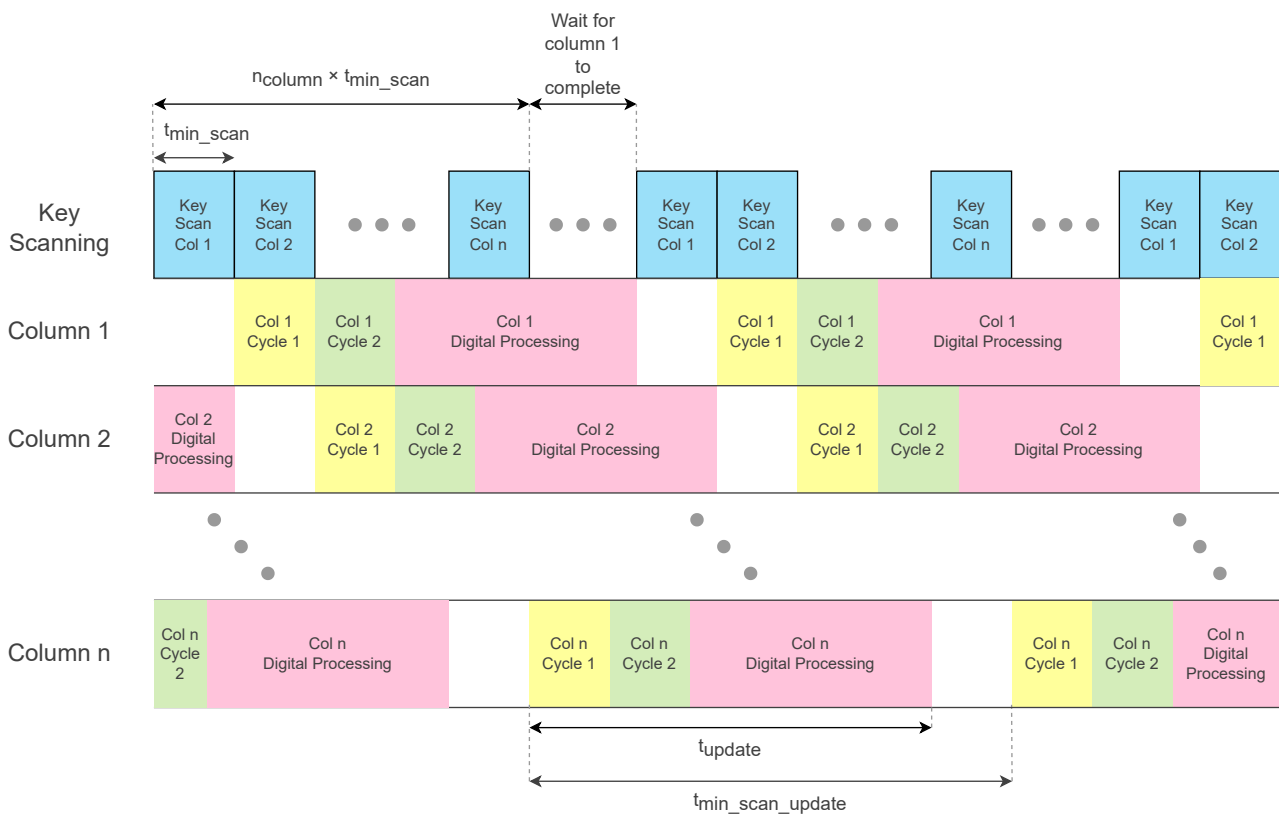 Wait for
column 1
to
complete
ncolumn × tmin_scan
tmin_scan
Key
Scanning
Key
Scan
Col 1
Key
Scan
Col 2
Key
Scan
Col n
Key
Scan
Col 1
Key
Scan
Col 2
Key
Scan
Col n
Key
Scan
Col 1
Key
Scan
Col 2
Column 1
Col 1
Cycle 1
Col 1
Cycle 2
Col 1
Digital Processing
Col 1
Cycle 1
Col 1
Cycle 2
Col 1
Digital Processing
Col 1
Cycle 1
Column 2
Col 2
Digital
Processing
Col 2
Cycle 1
Col 2
Cycle 2
Col 2
Digital Processing
Col 2
Cycle 1
Col 2
Cycle 2
Col 2
Digital Processing
Column n
Col n
Cycle
2
Col n
Digital Processing
Col n
Cycle 1
Col n
Cycle 2
Col n
Digital Processing
Col n
Cycle 1
Col n
Cycle 2
Col n
Digital
Processing
tupdate
tmin_scan_update